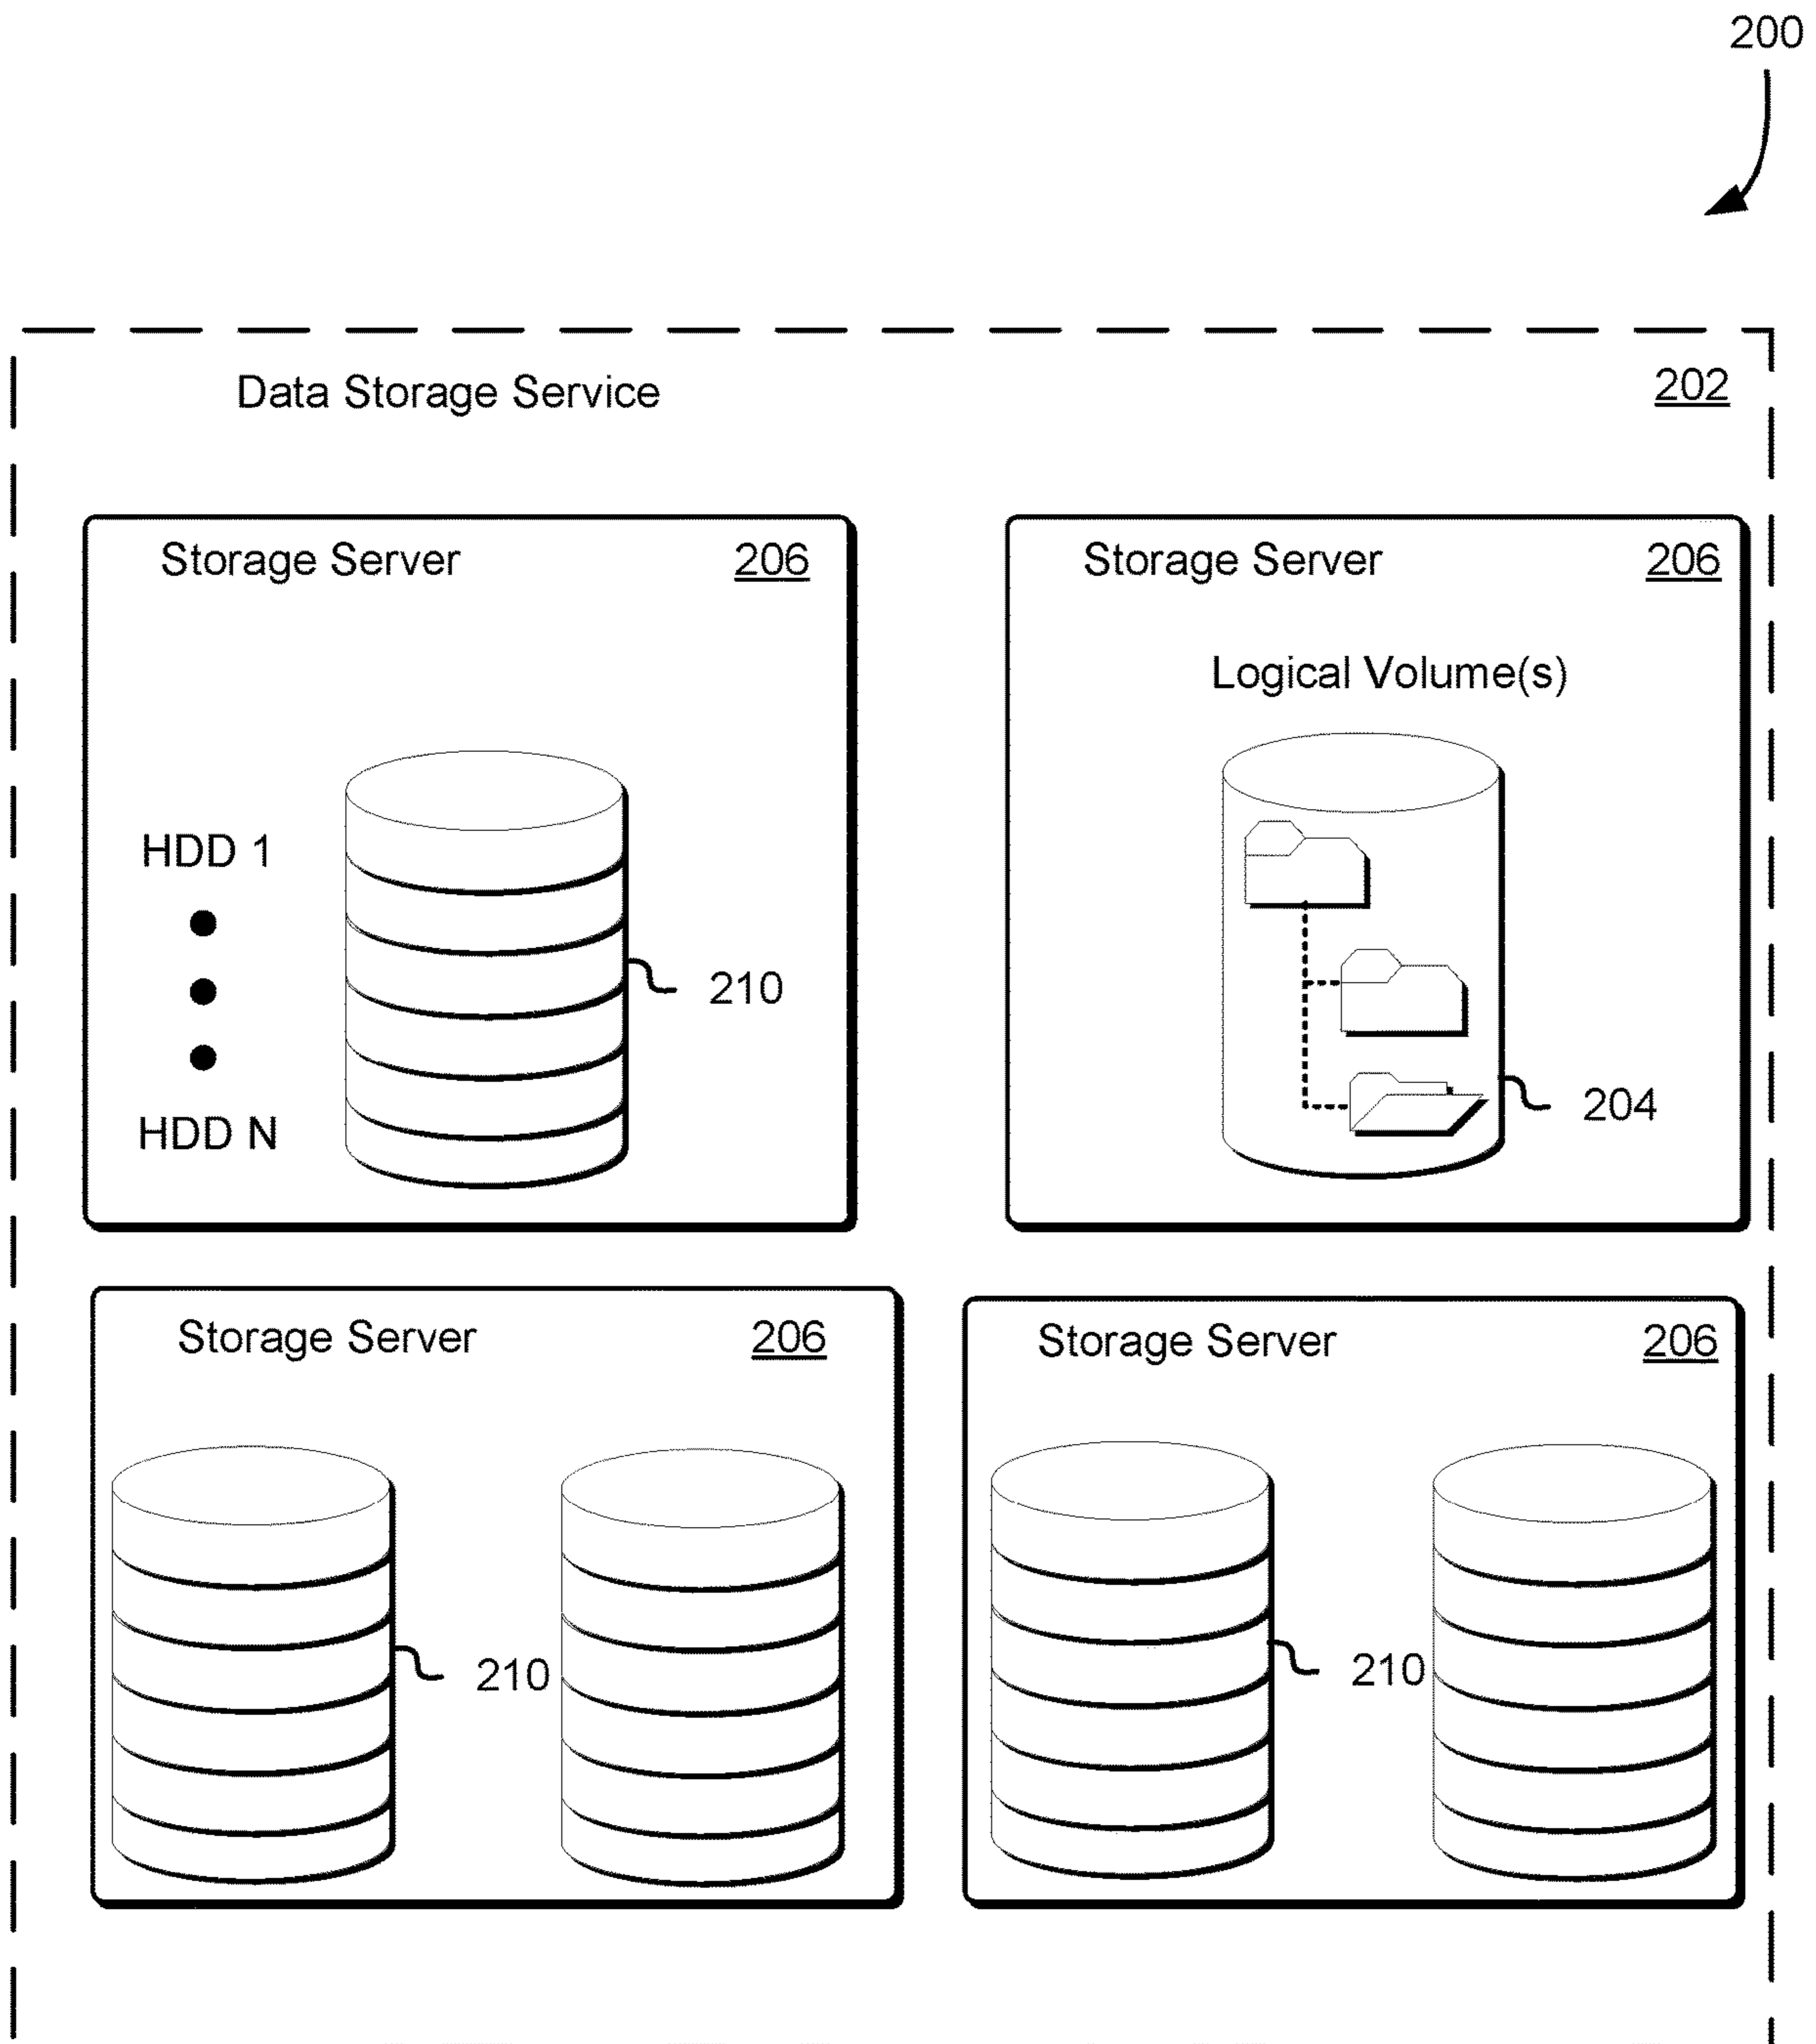 200
Data Storage Service 202
Storage Server 206
Storage Server 206
Logical Volume(s)
HDD 1
210
HDD N
204
Storage Server 206
Storage Server 206
210
210